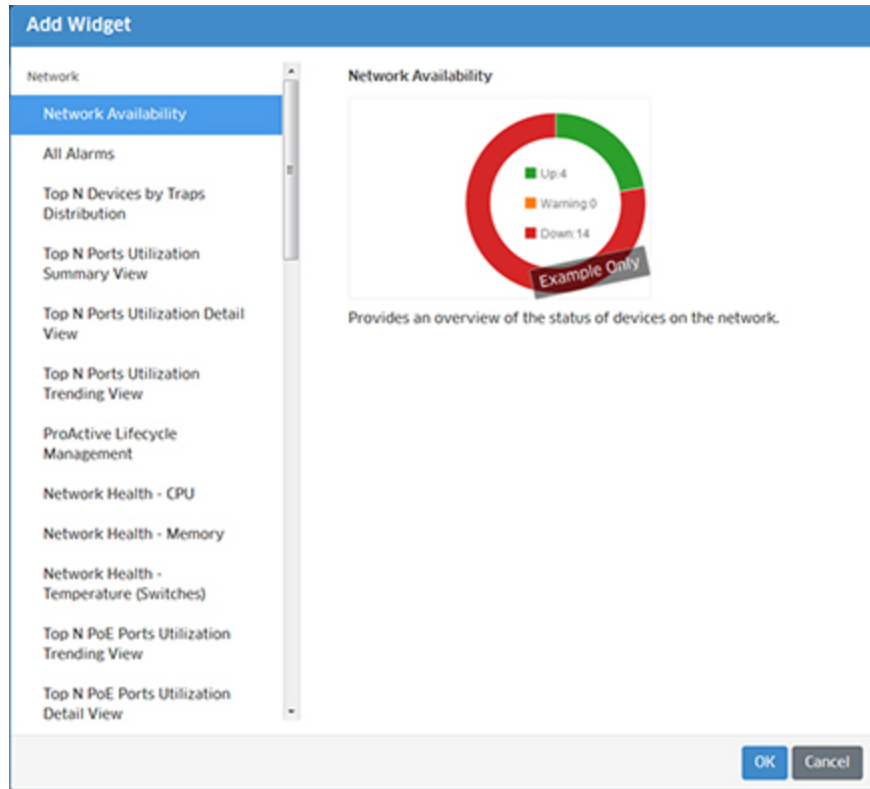 Add Widget
Network
Network Availability
All Alarms
Top N Devices by Traps
Distribution
Top N Ports Utilization
Summary View
Top N Ports Utilization Detail
View
Top N Ports Utilization
Trending View
ProActive Lifecycle
Management
Network Health - CPU
Network Health - Memory
Network Health -
Temperature (Switches)
Top N PoE Ports Utilization
Trending View
Top N PoE Ports Utilization
Detail View
Network Availability
Up:4
Warning:0
Down:14
Example Only
Provides an overview of the status of devices on the network.
OK
Cancel